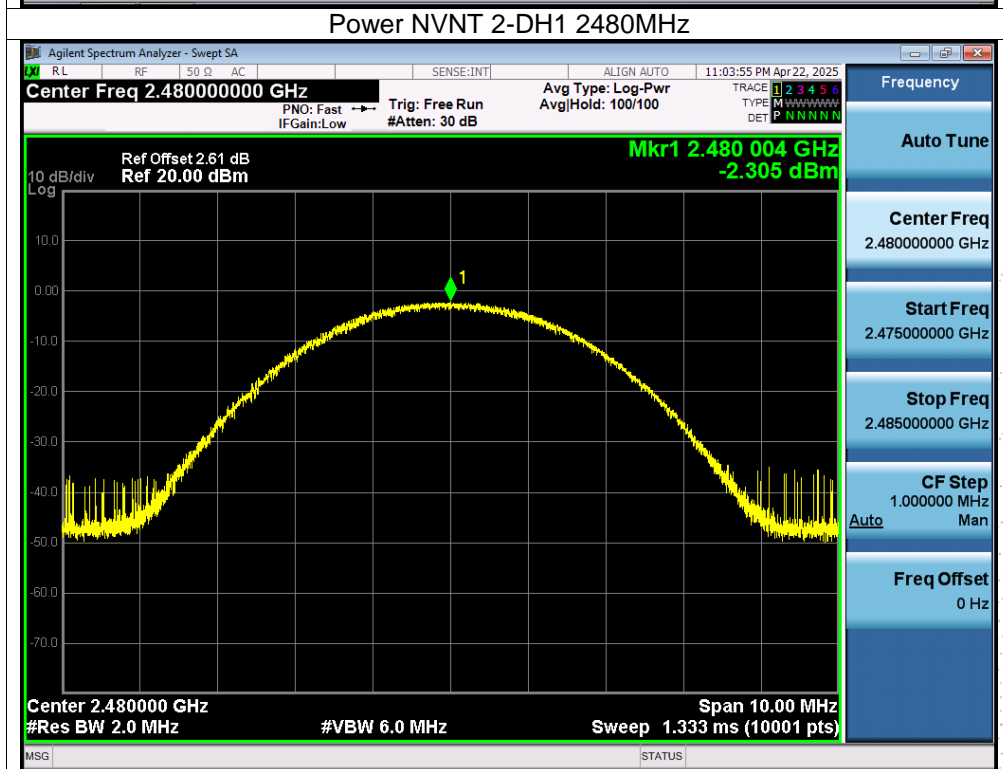 Power NVNT 2-DH1 2480MHz
Agilent Spectrum Analyzer - Swept SA
LXI RL RF 50 Ω AC SENSE:INT ALIGN AUTO 11:03:55 PM Apr 22, 2025
Center Freq 2.480000000 GHz
PNO: Fast
IFGain:Low
Trig: Free Run
#Atten: 30 dB
Avg Type: Log-Pwr
Avg|Hold: 100/100
TRACE 1 2 3 4 5 6
TYPE M WWWWW
DET P N N N N N
Mkr1 2.480 004 GHz
-2.305 dBm
Ref Offset 2.61 dB
10 dB/div Ref 20.00 dBm
Log
10.0
0.00
-10.0
-20.0
-30.0
-40.0
-50.0
-60.0
-70.0
1
Center 2.480000 GHz Span 10.00 MHz
#Res BW 2.0 MHz #VBW 6.0 MHz Sweep 1.333 ms (10001 pts)
MSG STATUS
Frequency
Auto Tune
Center Freq
2.480000000 GHz
Start Freq
2.475000000 GHz
Stop Freq
2.485000000 GHz
CF Step
1.000000 MHz
Auto Man
Freq Offset
0 Hz